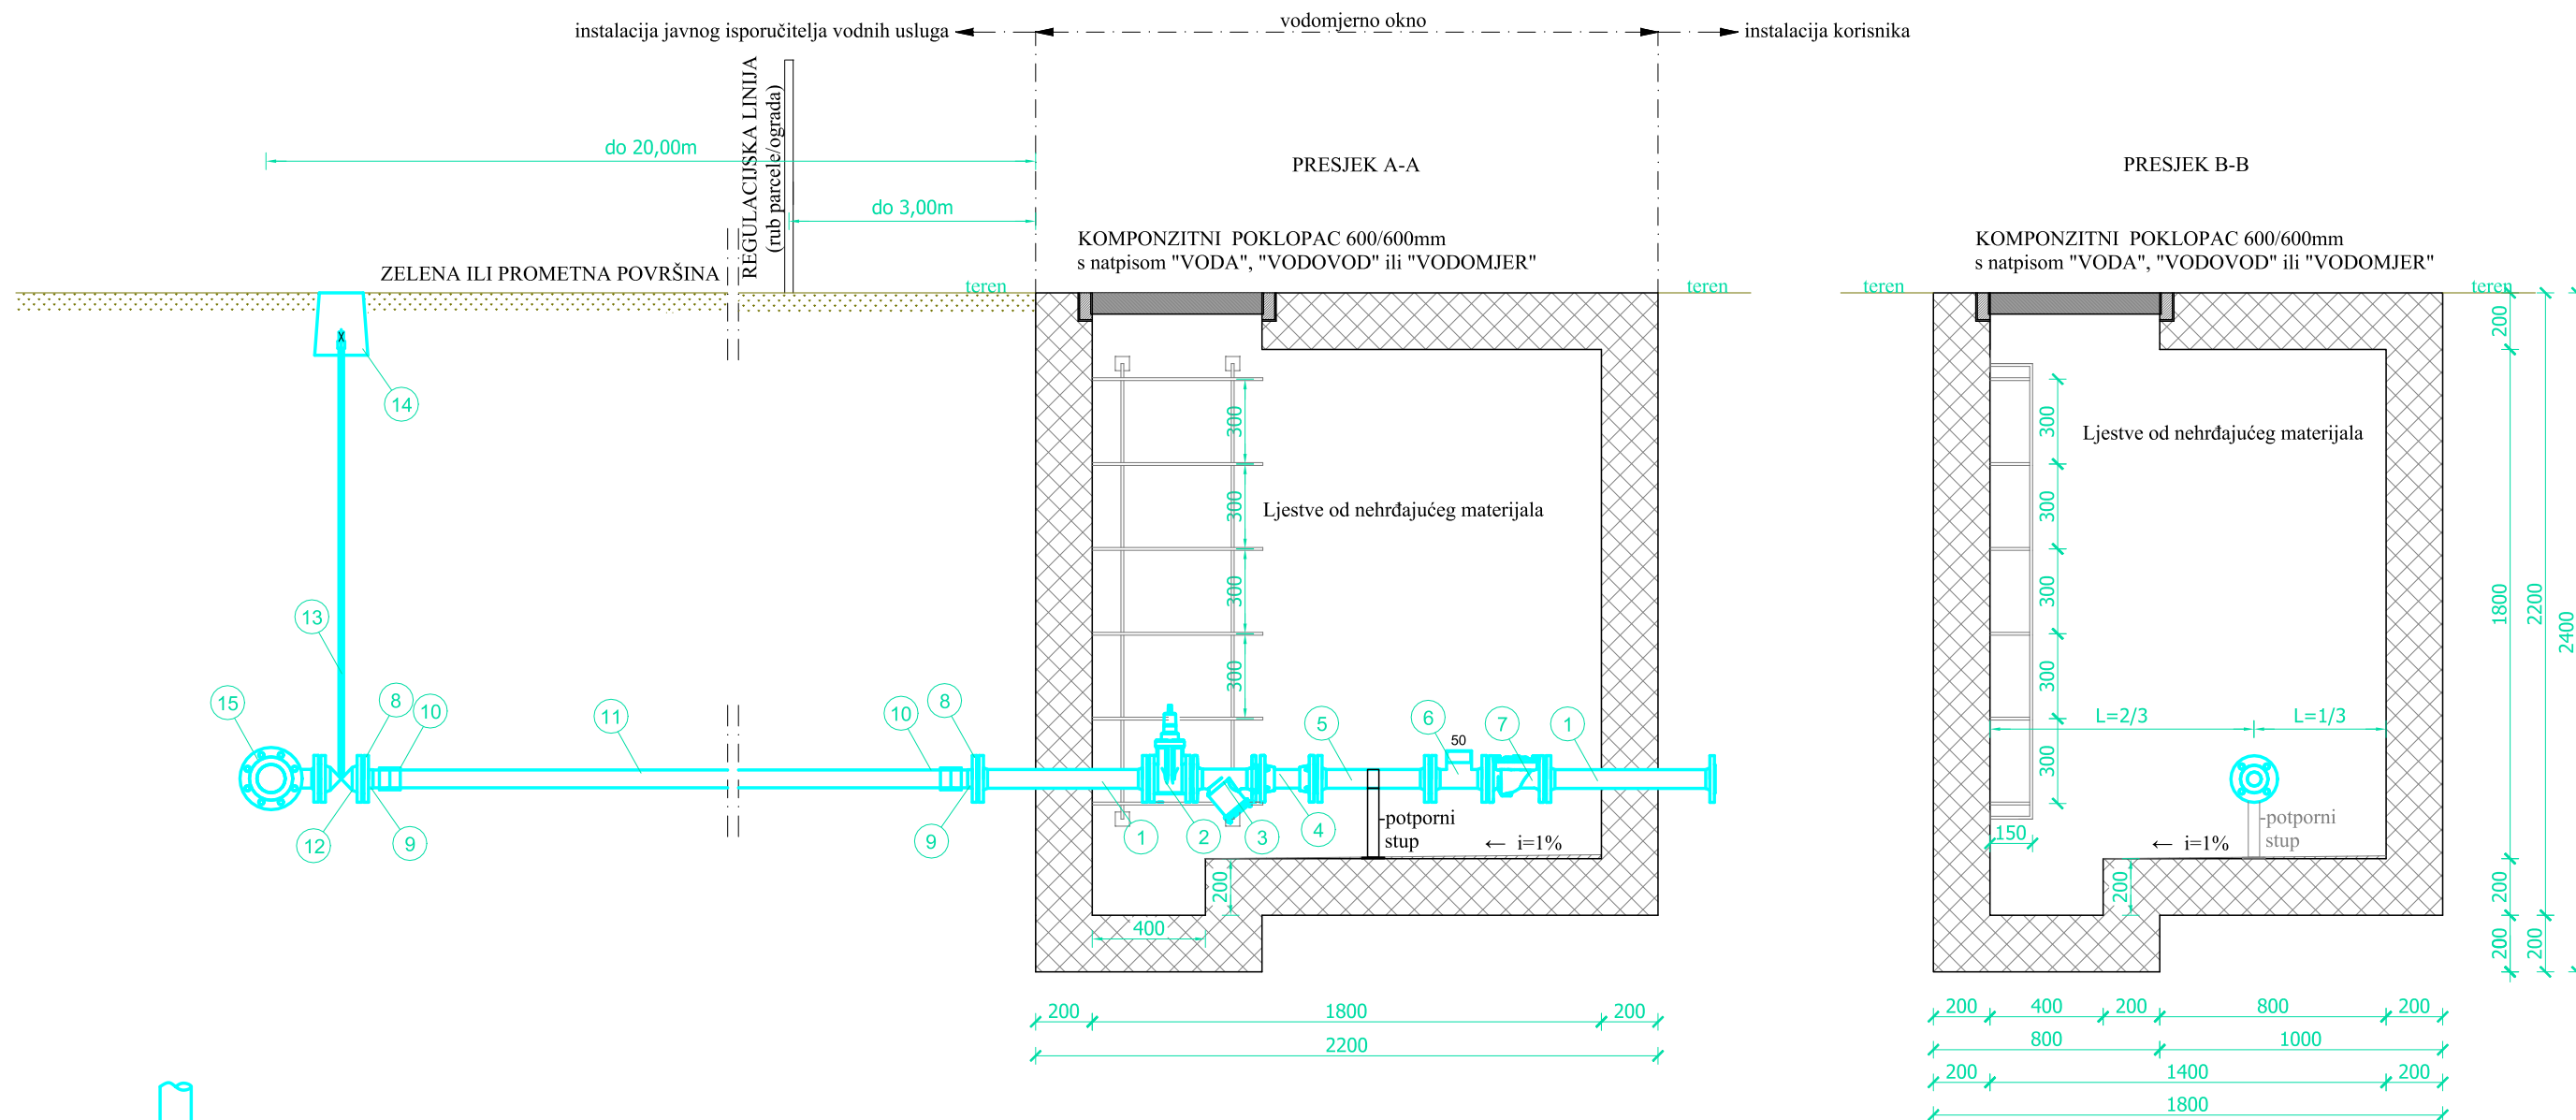 vodomjerno okno
instalacija javnog isporučitelja vodnih usluga
instalacija korisnika
REGULACIJSKA LINIJA
(rub parcele/ograda)
do 20,00m
do 3,00m
PRESJEK A-A
PRESJEK B-B
KOMPONZITNI POKLOPAC 600/600mm
s natpisom "VODA", "VODOVOD" ili "VODOMJER"
KOMPONZITNI POKLOPAC 600/600mm
s natpisom "VODA", "VODOVOD" ili "VODOMJER"
ZELENA ILI PROMETNA POVRŠINA
teren
teren
teren
teren
X
14
13
15
8
10
11
10
8
12
9
9
300
300
300
300
Ljestve od nehrđajućeg materijala
5
6
50
7
1
1
2
3
4
-potporni
stup
← i=1%
200
400
200
1800
200
2200
Ljestve od nehrđajućeg materijala
300
300
300
300
300
L=2/3
L=1/3
150
-potporni
stup
← i=1%
200
200
1800
200
200
2200
200
2400
200
400
200
800
200
800
1000
200
1400
200
1800